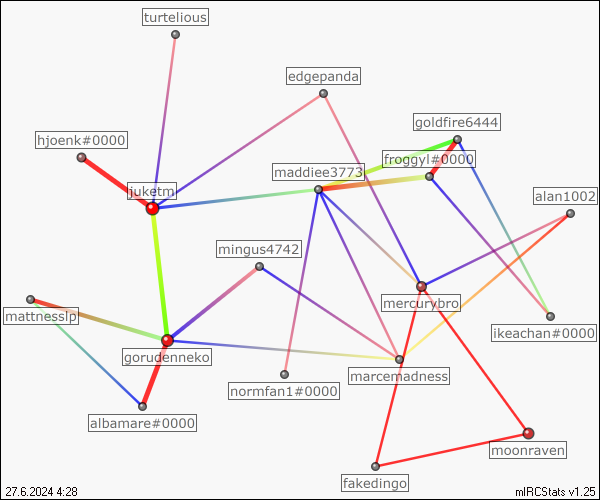 turtelious
edgepanda
goldfire6444
hjoenk#0000
froggyl#0000
maddiee3773
juketm
alan1002
mingus4742
mercurybro
mattnesslp
ikeachan#0000
gorudenneko
marcemadness
normfan1#0000
albamare#0000
moonraven
fakedingo
27.6.2024 4:28
mIRCStats v1.25